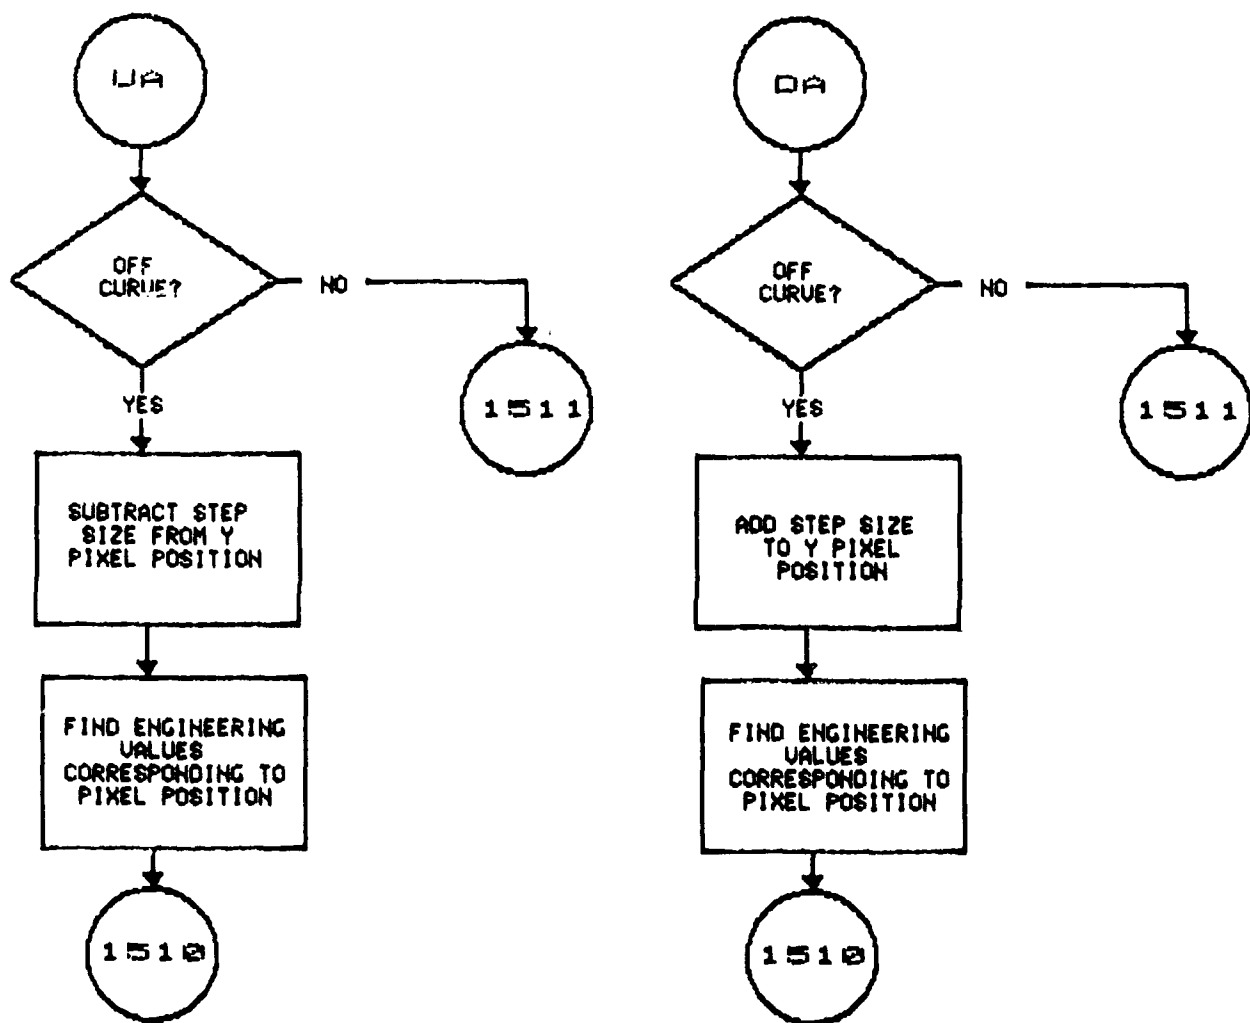 UA
OFF
CURVE?
NO
1511
YES
SUBTRACT STEP
SIZE FROM Y
PIXEL POSITION
FIND ENGINEERING
VALUES
CORRESPONDING TO
PIXEL POSITION
1510
DA
OFF
CURVE?
NO
1511
YES
ADD STEP SIZE
TO Y PIXEL
POSITION
FIND ENGINEERING
VALUES
CORRESPONDING TO
PIXEL POSITION
1510